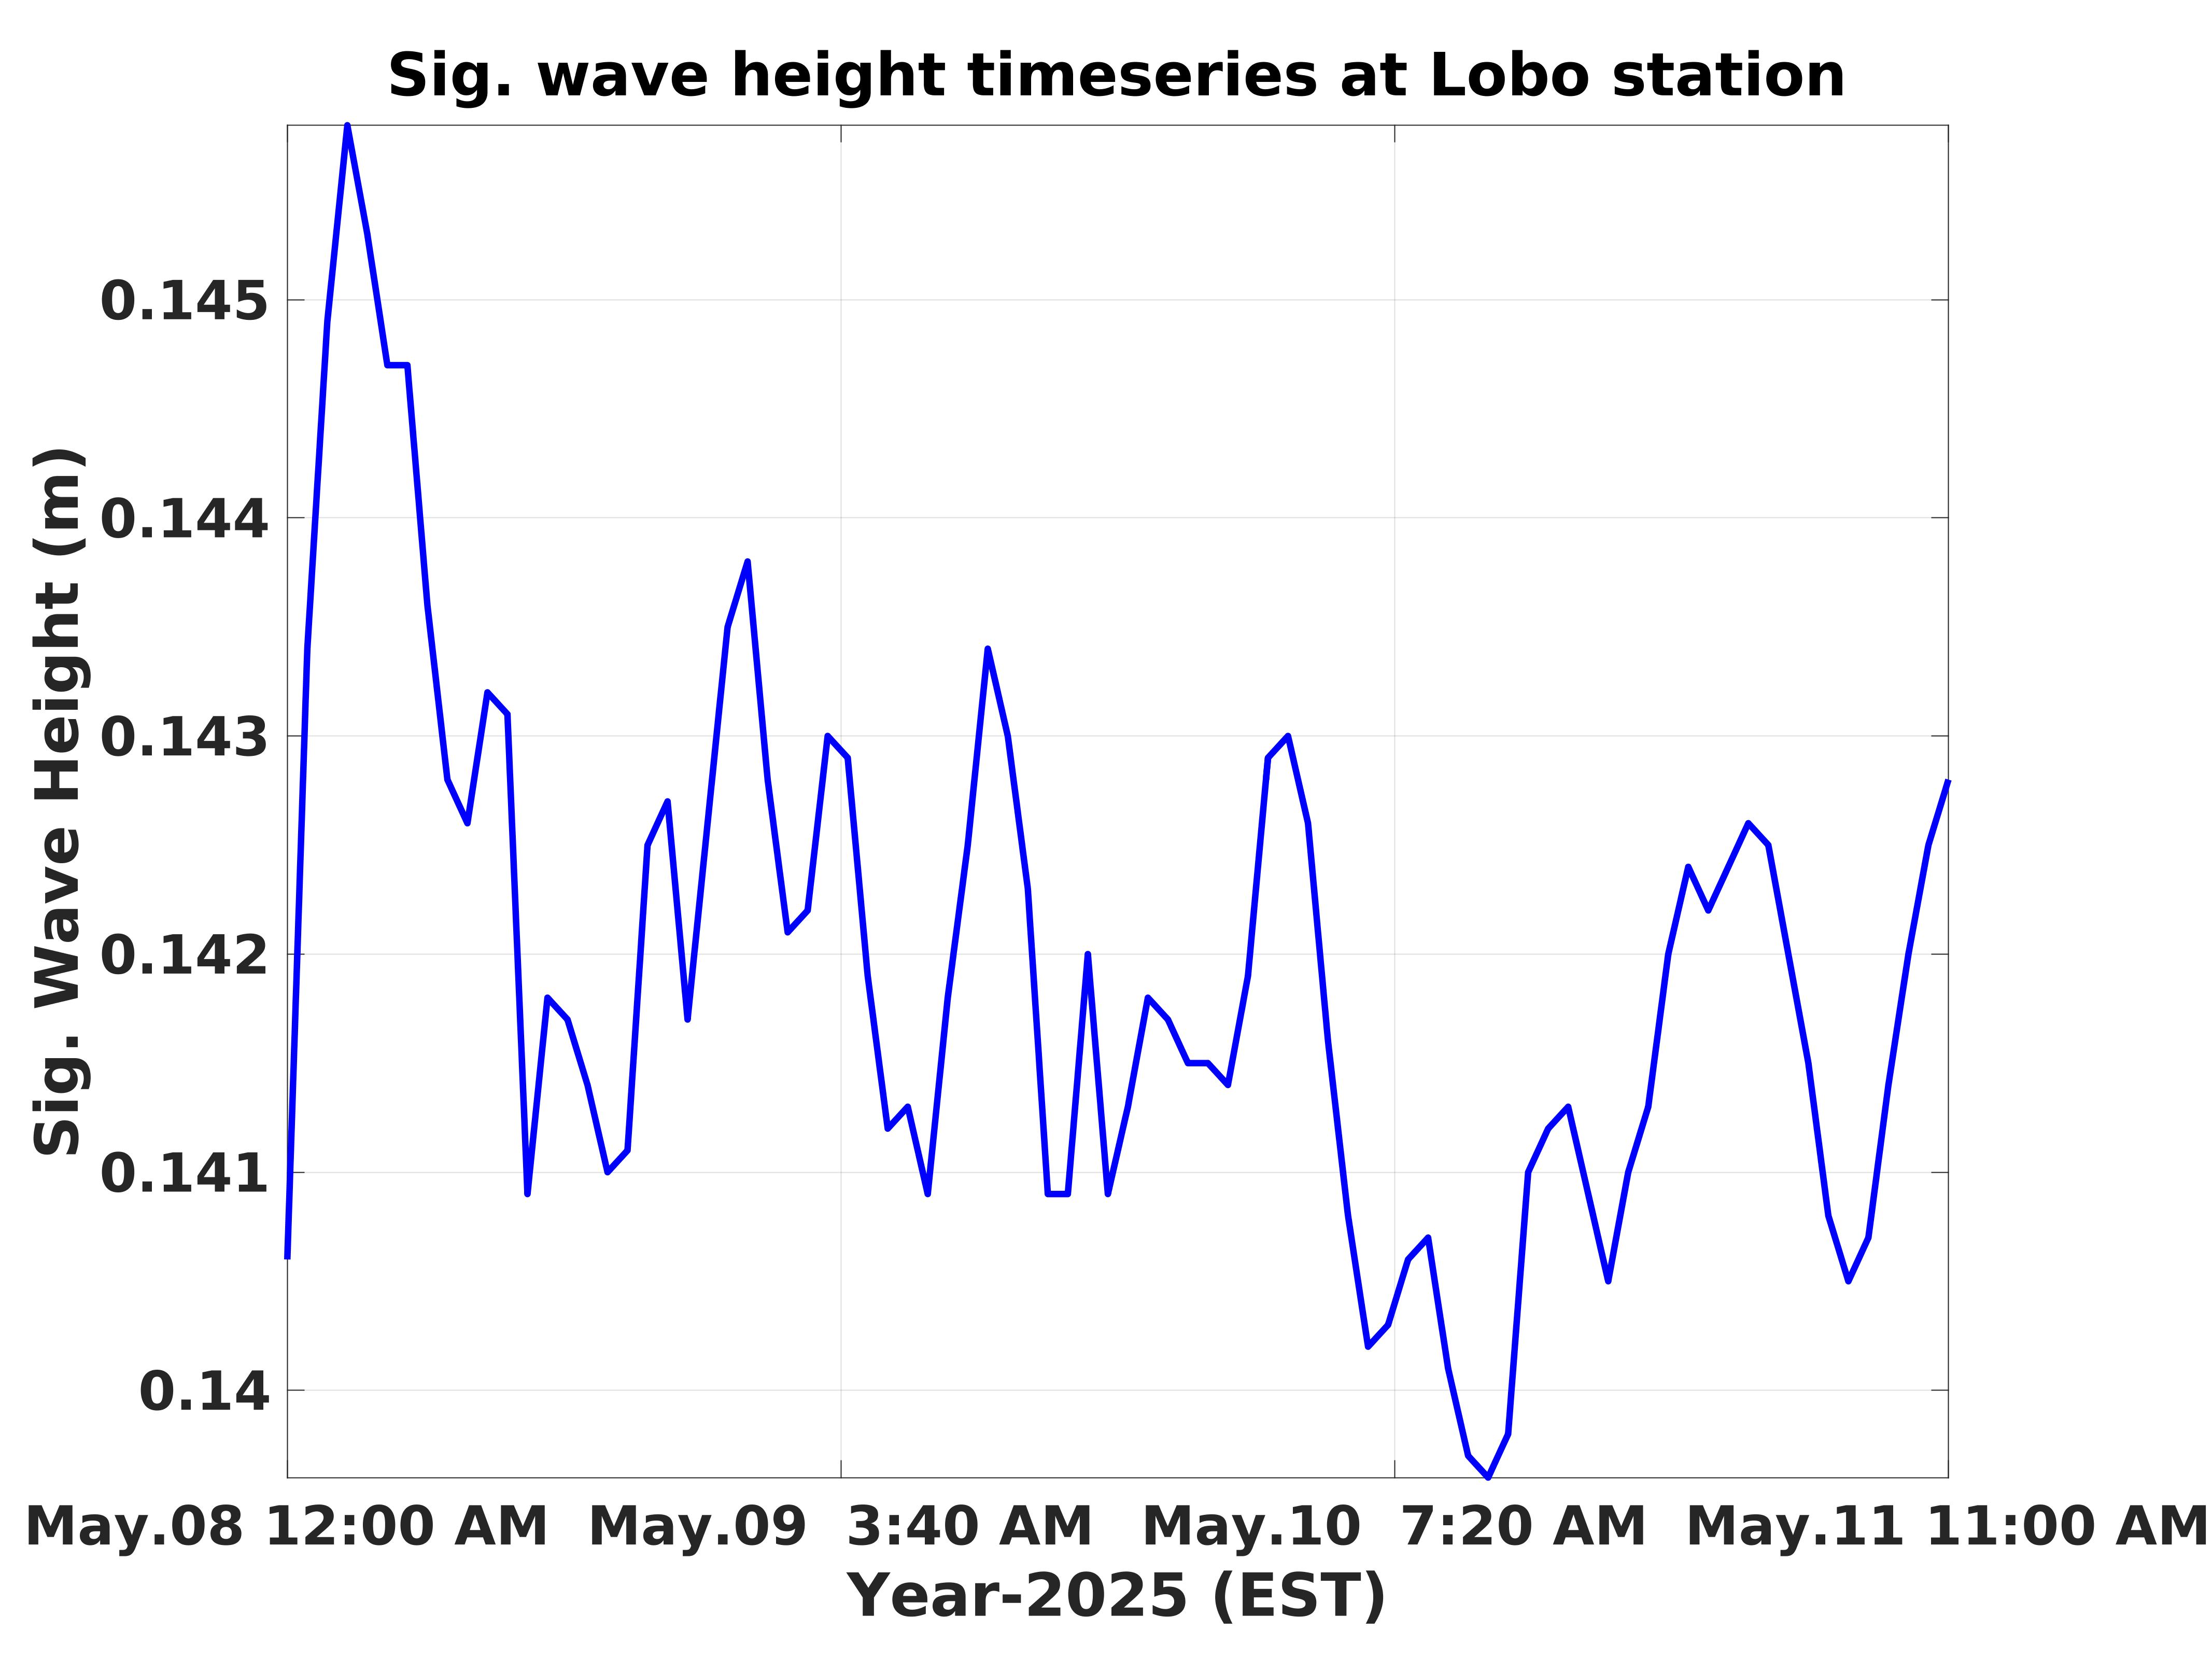 Sig. wave height timeseries at Lobo station
Sig. Wave Height (m)
0.145
0.144
0.143
0.142
0.141
0.14
May.08 12:00 AM May.09 3:40 AM May.10 7:20 AM May.11 11:00 AM
Year-2025 (EST)